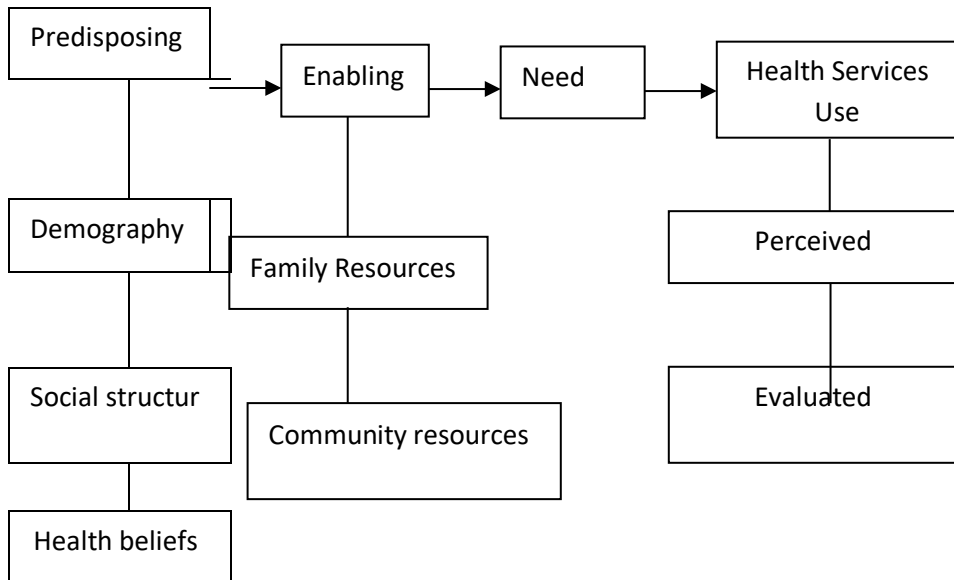 Predisposing
Enabling
Need
Health Services
Use
Demography
Family Resources
Perceived
Social structur
Community resources
Evaluated
Health beliefs